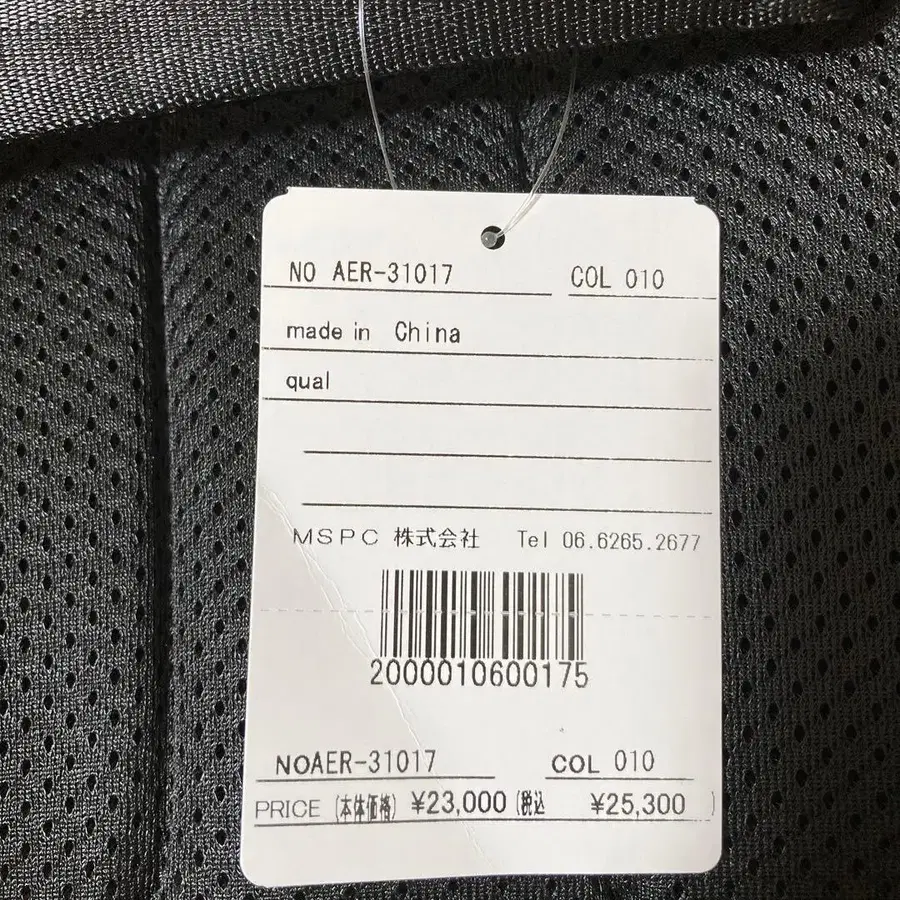 NO AER-31017 COL 010
made in China
qual
MSPC 株式会社 Tel 06.6265.2677
2000010600175
NOAER-31017 COL 010
PRICE (本体価格) ¥23,000 (税込 ¥25,300 )